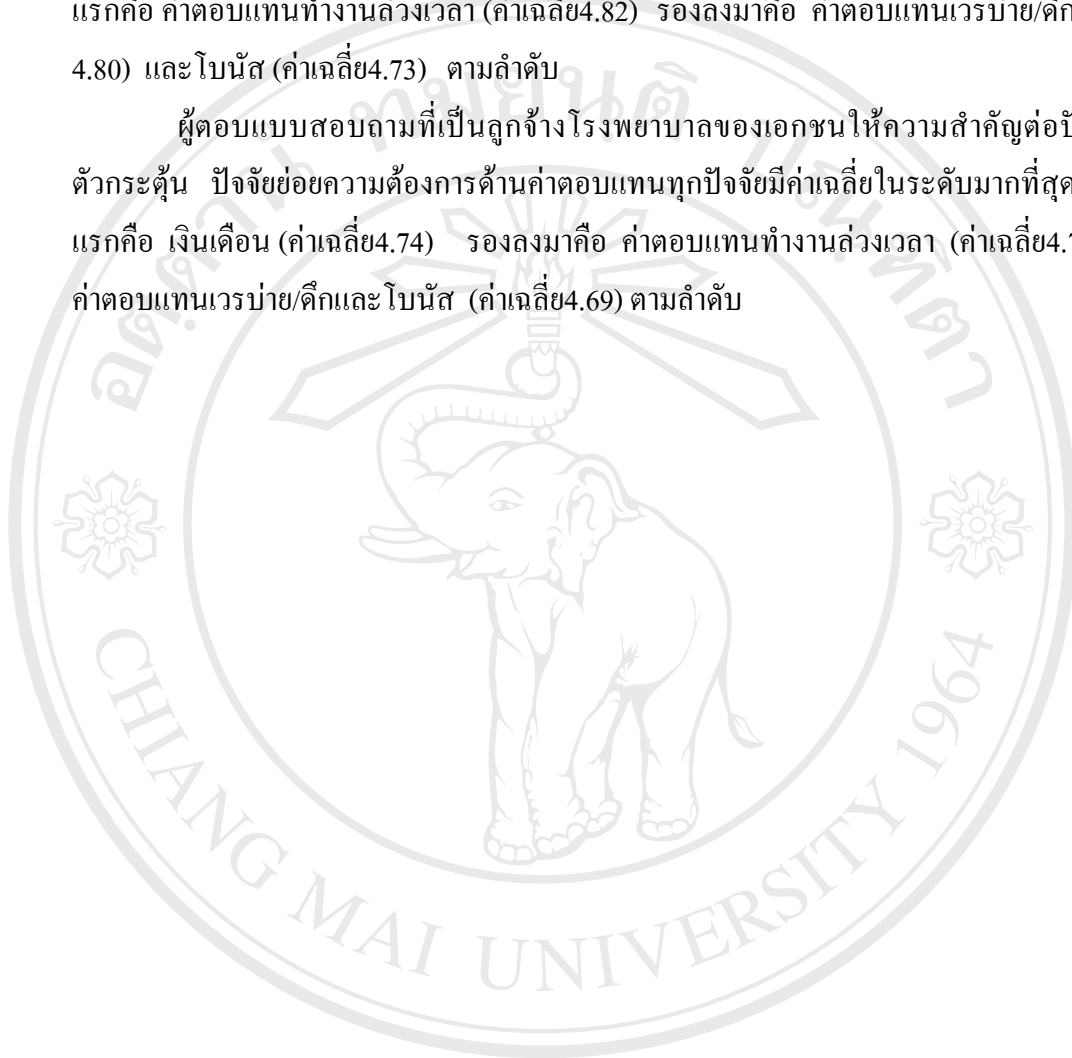 แรกคือ ค่าตอบแทนทำงานล่วงเวลา (ค่าเฉลี่ย4.82) รองลงมาคือ ค่าตอบแทนเวรบ่าย/ดึก
4.80) และโบนัส (ค่าเฉลี่ย4.73) ตามลำดับ
ผู้ตอบแบบสอบถามที่เป็นลูกจ้างโรงพยาบาลของเอกชนให้ความสำคัญต่อปั
ตัวกระตุ้น ปัจจัยย่อยความต้องการด้านค่าตอบแทนทุกปัจจัยมีค่าเฉลี่ยในระดับมากที่สุด
แรกคือ เงินเดือน (ค่าเฉลี่ย4.74) รองลงมาคือ ค่าตอบแทนทำงานล่วงเวลา (ค่าเฉลี่ย4.
ค่าตอบแทนเวรบ่าย/ดึกและโบนัส (ค่าเฉลี่ย4.69) ตามลำดับ
อตฺตานํ ทมยนฺติ ปณฺฑิตา
CHIANG MAI UNIVERSITY 1964